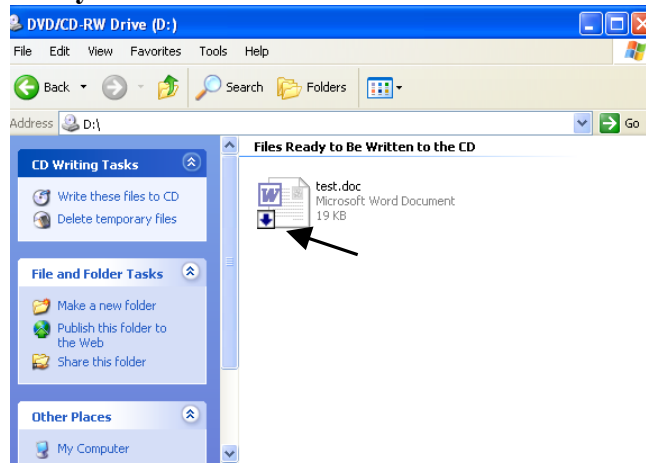 DVD/CD-RW Drive (D:)
File Edit View Favorites Tools Help
Back Search Folders
Address D:\ Go
Files Ready to Be Written to the CD
CD Writing Tasks
Write these files to CD
Delete temporary files
test.doc
Microsoft Word Document
19 KB
File and Folder Tasks
Make a new folder
Publish this folder to
the Web
Share this folder
Other Places
My Computer